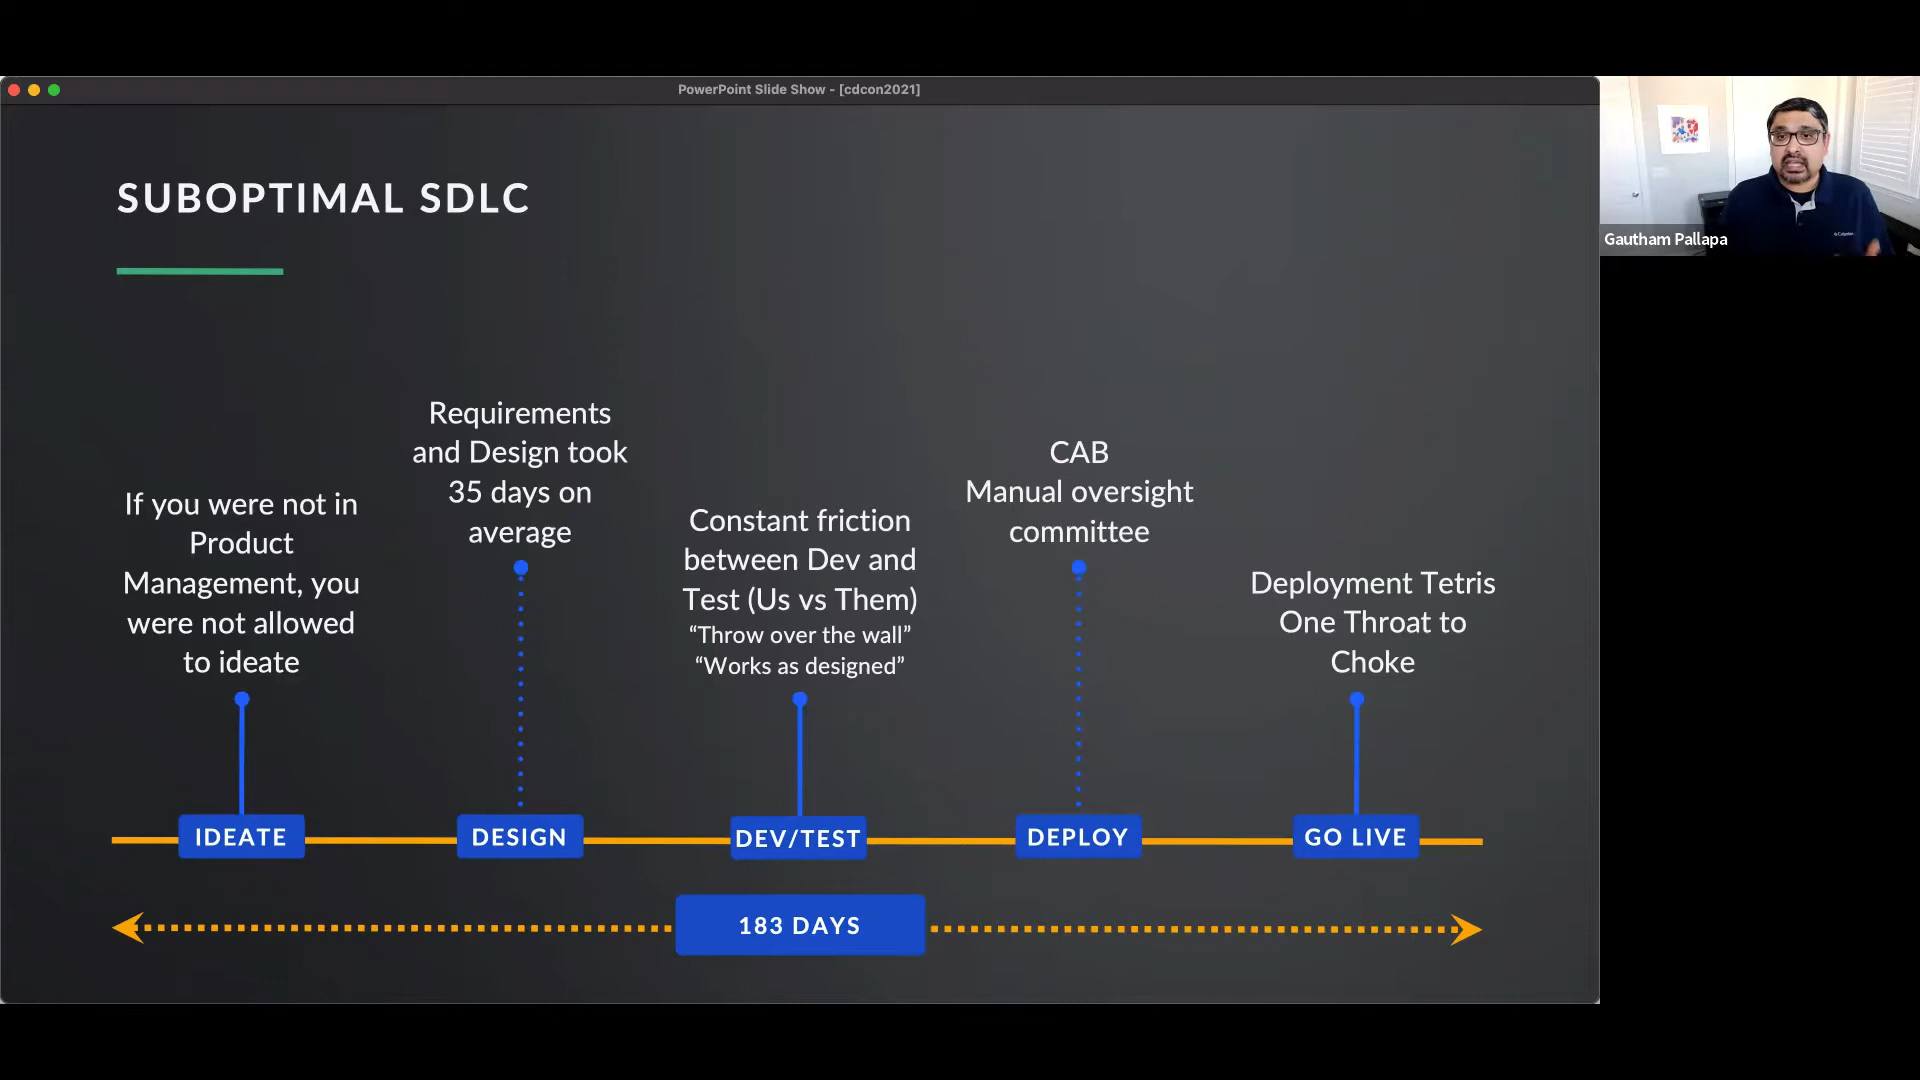 PowerPoint Slide Show - [cdcon2021]
SUBOPTIMAL SDLC
If you were not in
Product
Management, you
were not allowed
to ideate
Requirements
and Design took
35 days on
average
Constant friction
between Dev and
Test (Us vs Them)
“Throw over the wall”
“Works as designed”
CAB
Manual oversight
committee
Deployment Tetris
One Throat to
Choke
IDEATE
DESIGN
DEV/TEST
DEPLOY
GO LIVE
183 DAYS
Gautham Pallapa